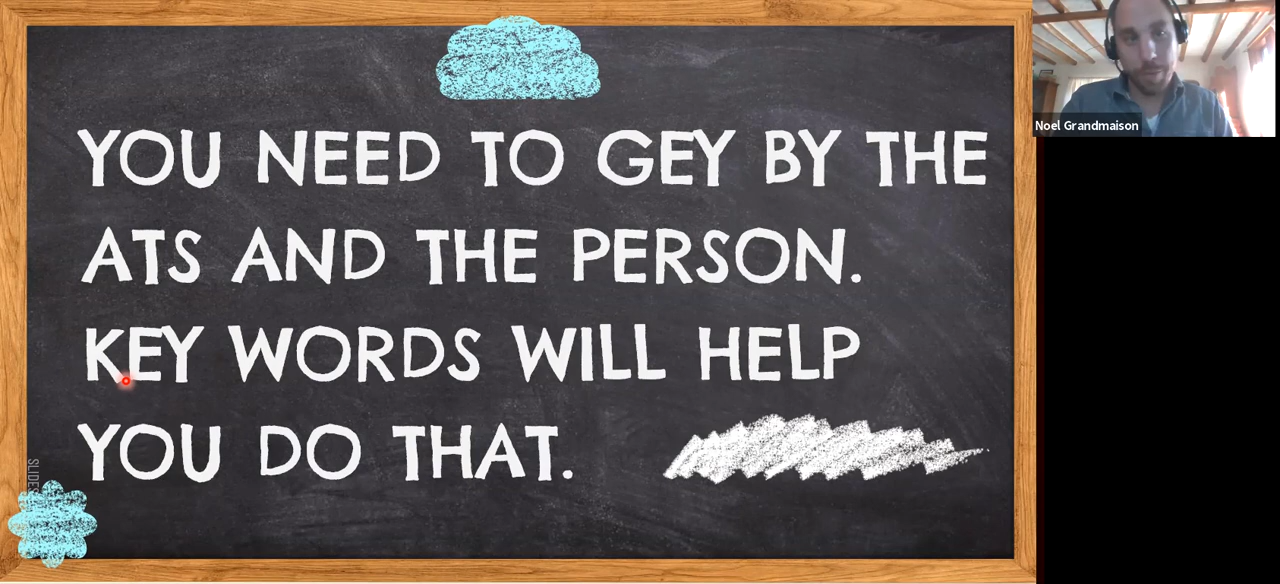 YOU NEED TO GEY BY THE
ATS AND THE PERSON.
KEY WORDS WILL HELP
YOU DO THAT.
Noel Grandmaison